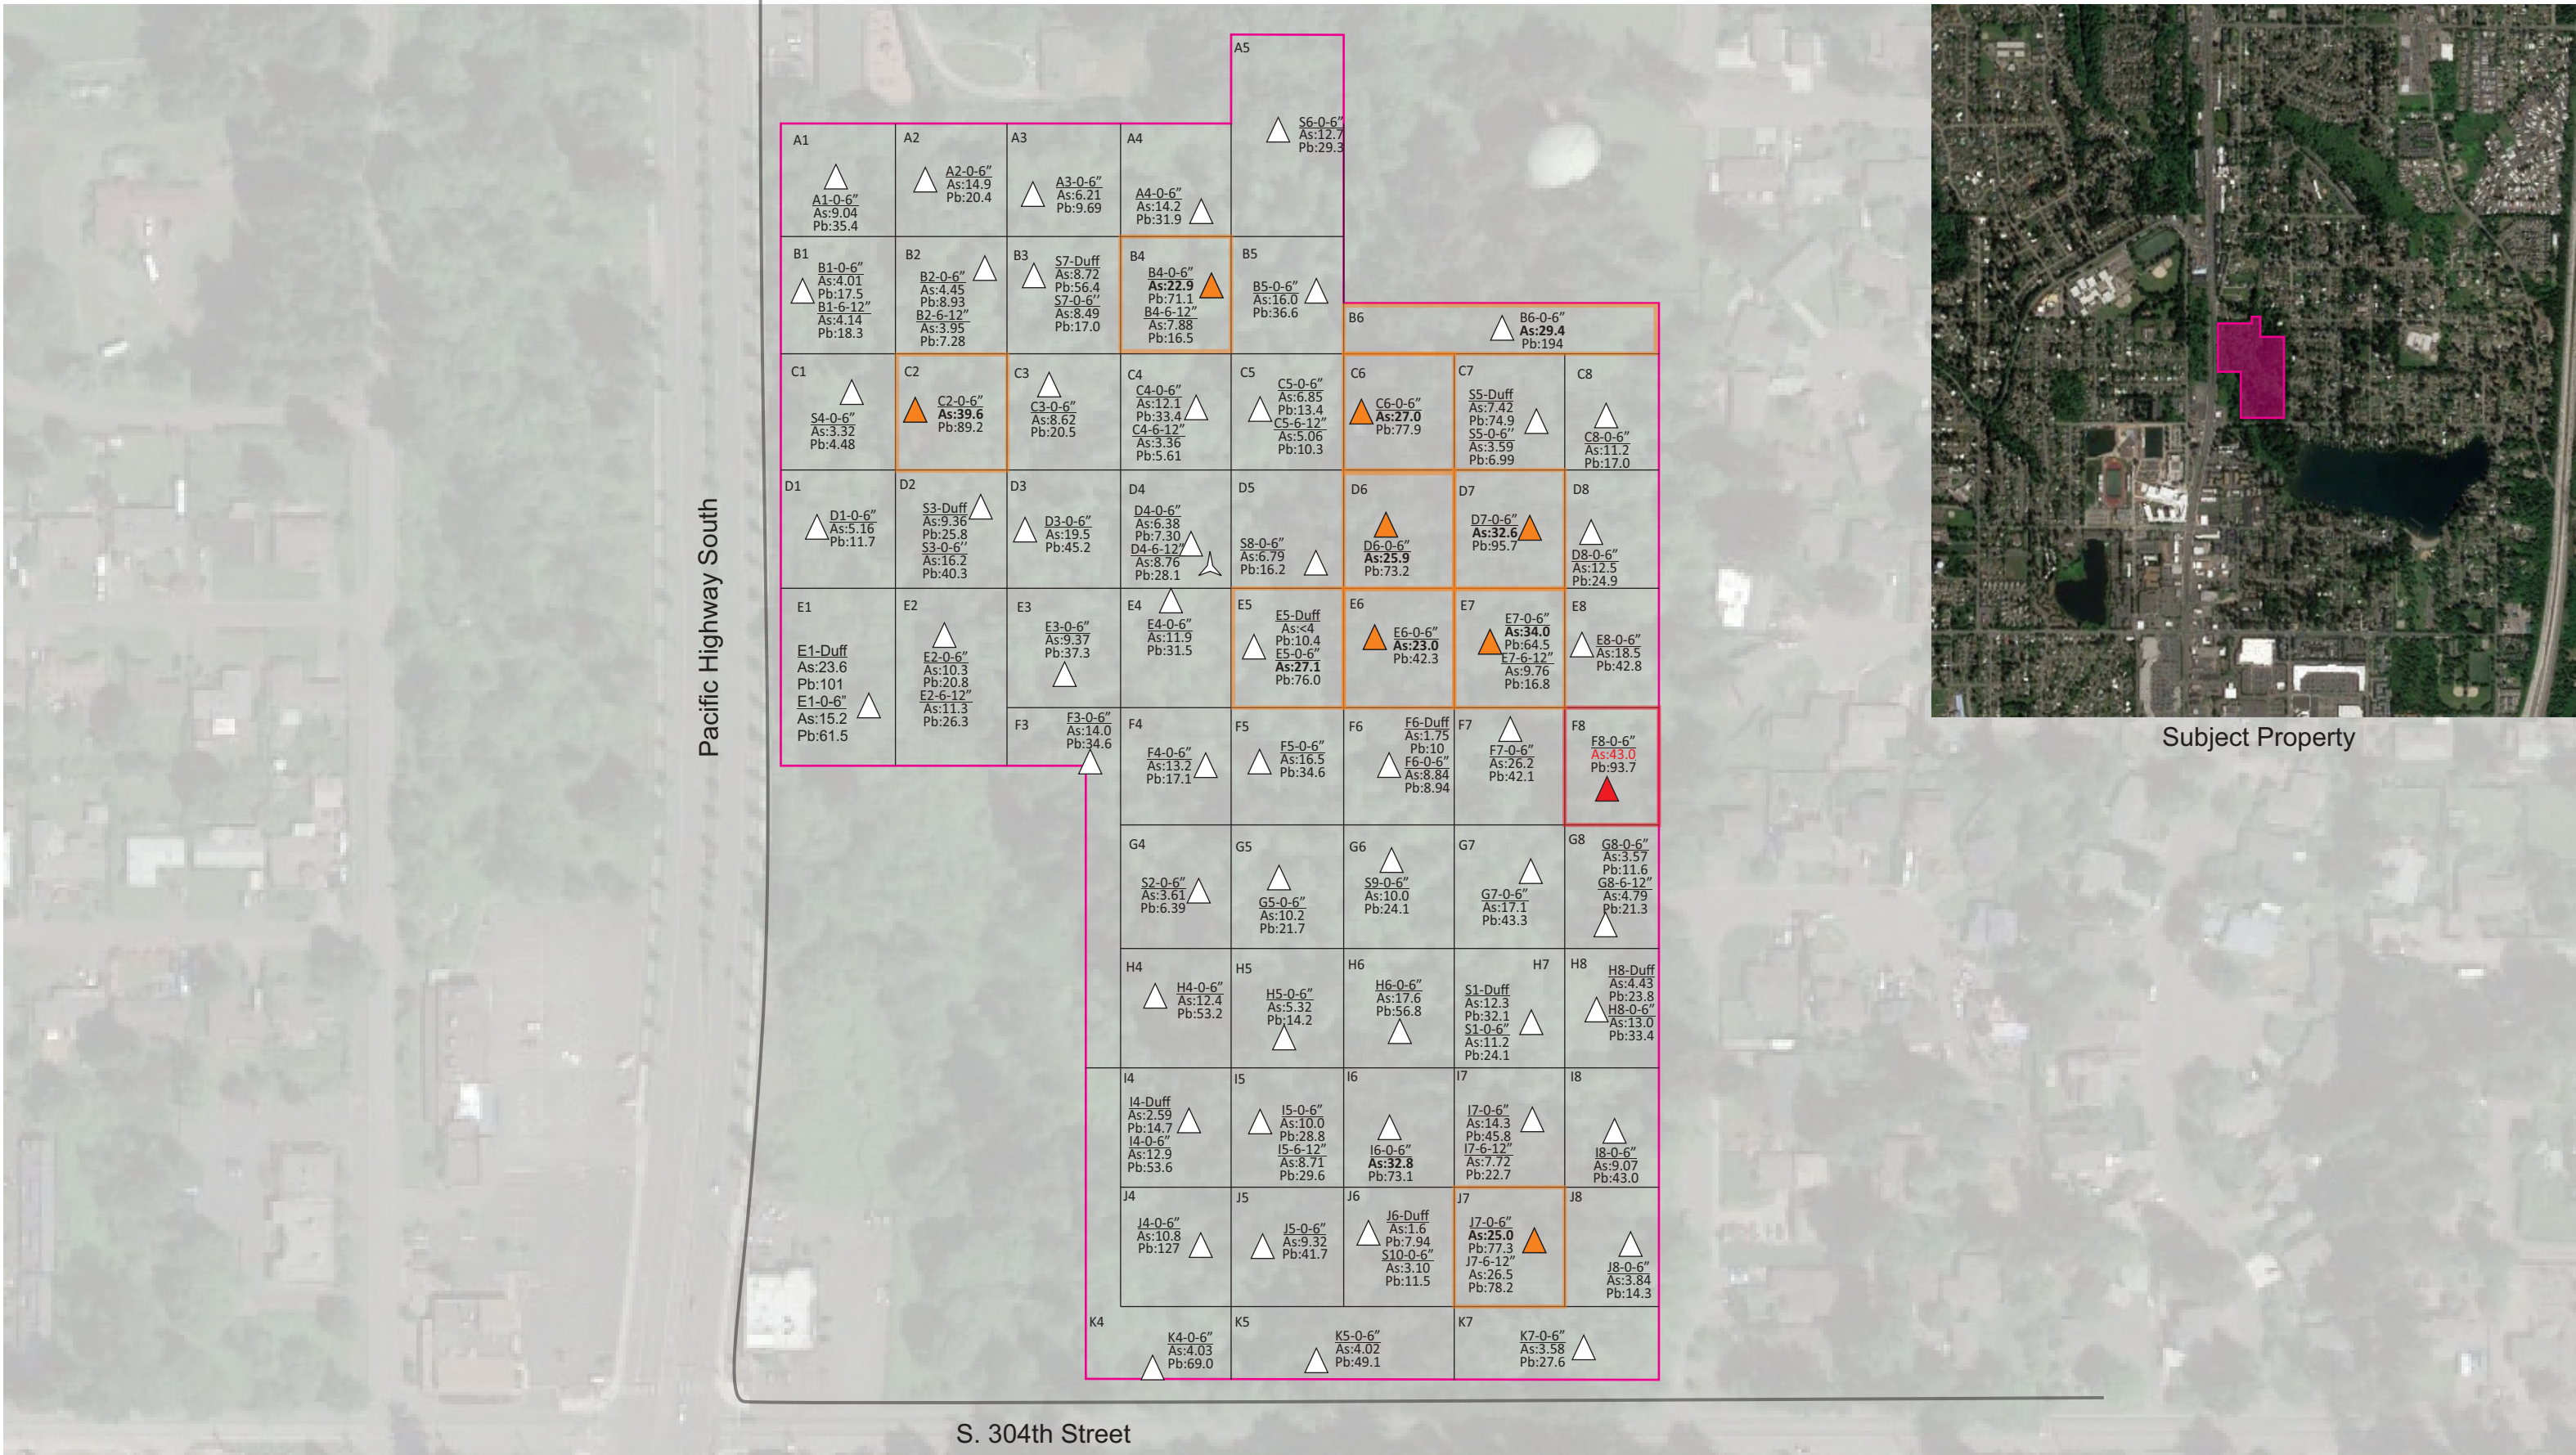 A5
S6-0-6”
As:12.7
Pb:29.3
A1
A1-0-6”
As:9.04
Pb:35.4
A2
A2-0-6”
As:14.9
Pb:20.4
A3
A3-0-6”
As:6.21
Pb:9.69
A4
A4-0-6”
As:14.2
Pb:31.9
B1
B1-0-6”
As:4.01
Pb:17.5
B1-6-12”
As:4.14
Pb:18.3
B2
B2-0-6”
As:4.45
Pb:8.93
B2-6-12”
As:3.95
Pb:7.28
B3
S7-Duff
As:8.72
Pb:56.4
S7-0-6’’
As:8.49
Pb:17.0
B4
B4-0-6”
As:22.9
Pb:71.1
B4-6-12”
As:7.88
Pb:16.5
B5
B5-0-6”
As:16.0
Pb:36.6
B6
B6-0-6”
As:29.4
Pb:194
C1
S4-0-6”
As:3.32
Pb:4.48
C2
C2-0-6”
As:39.6
Pb:89.2
C3
C3-0-6”
As:8.62
Pb:20.5
C4
C4-0-6”
As:12.1
Pb:33.4
C4-6-12”
As:3.36
Pb:5.61
C5
C5-0-6”
As:6.85
Pb:13.4
C5-6-12”
As:5.06
Pb:10.3
C6
C6-0-6”
As:27.0
Pb:77.9
C7
S5-Duff
As:7.42
Pb:74.9
S5-0-6’’
As:3.59
Pb:6.99
C8
C8-0-6”
As:11.2
Pb:17.0
D1
D1-0-6”
As:5.16
Pb:11.7
D2
S3-Duff
As:9.36
Pb:25.8
S3-0-6’’
As:16.2
Pb:40.3
D3
D3-0-6”
As:19.5
Pb:45.2
D4
D4-0-6”
As:6.38
Pb:7.30
D4-6-12”
As:8.76
Pb:28.1
D5
S8-0-6”
As:6.79
Pb:16.2
D6
D6-0-6”
As:25.9
Pb:73.2
D7
D7-0-6”
As:32.6
Pb:95.7
D8
D8-0-6”
As:12.5
Pb:24.9
E1
E1-Duff
As:23.6
Pb:101
E1-0-6”
As:15.2
Pb:61.5
E2
E2-0-6”
As:10.3
Pb:20.8
E2-6-12”
As:11.3
Pb:26.3
E3
E3-0-6”
As:9.37
Pb:37.3
E4
E4-0-6”
As:11.9
Pb:31.5
E5
E5-Duff
As:<4
Pb:10.4
E5-0-6”
As:27.1
Pb:76.0
E6
E6-0-6”
As:23.0
Pb:42.3
E7
E7-0-6”
As:34.0
Pb:64.5
E7-6-12”
As:9.76
Pb:16.8
E8
E8-0-6”
As:18.5
Pb:42.8
F3
F3-0-6”
As:14.0
Pb:34.6
F4
F4-0-6”
As:13.2
Pb:17.1
F5
F5-0-6”
As:16.5
Pb:34.6
F6
F6-Duff
As:1.75
Pb:10
F6-0-6”
As:8.84
Pb:8.94
F7
F7-0-6”
As:26.2
Pb:42.1
F8
F8-0-6”
As:43.0
Pb:93.7
G4
S2-0-6”
As:3.61
Pb:6.39
G5
G5-0-6”
As:10.2
Pb:21.7
G6
S9-0-6”
As:10.0
Pb:24.1
G7
G7-0-6”
As:17.1
Pb:43.3
G8
G8-0-6”
As:3.57
Pb:11.6
G8-6-12”
As:4.79
Pb:21.3
H4
H4-0-6”
As:12.4
Pb:53.2
H5
H5-0-6”
As:5.32
Pb:14.2
H6
H6-0-6”
As:17.6
Pb:56.8
H7
S1-Duff
As:12.3
Pb:32.1
S1-0-6”
As:11.2
Pb:24.1
H8
H8-Duff
As:4.43
Pb:23.8
H8-0-6”
As:13.0
Pb:33.4
I4
I4-Duff
As:2.59
Pb:14.7
I4-0-6”
As:12.9
Pb:53.6
I5
I5-0-6”
As:10.0
Pb:28.8
I5-6-12”
As:8.71
Pb:29.6
I6
I6-0-6”
As:32.8
Pb:73.1
I7
I7-0-6”
As:14.3
Pb:45.8
I7-6-12”
As:7.72
Pb:22.7
I8
I8-0-6”
As:9.07
Pb:43.0
J4
J4-0-6”
As:10.8
Pb:127
J5
J5-0-6”
As:9.32
Pb:41.7
J6
J6-Duff
As:1.6
Pb:7.94
S10-0-6”
As:3.10
Pb:11.5
J7
J7-0-6”
As:25.0
Pb:77.3
J7-6-12”
As:26.5
Pb:78.2
J8
J8-0-6”
As:3.84
Pb:14.3
K4
K4-0-6”
As:4.03
Pb:69.0
K5
K5-0-6”
As:4.02
Pb:49.1
K7
K7-0-6”
As:3.58
Pb:27.6
Pacific Highway South
S. 304th Street
Subject Property